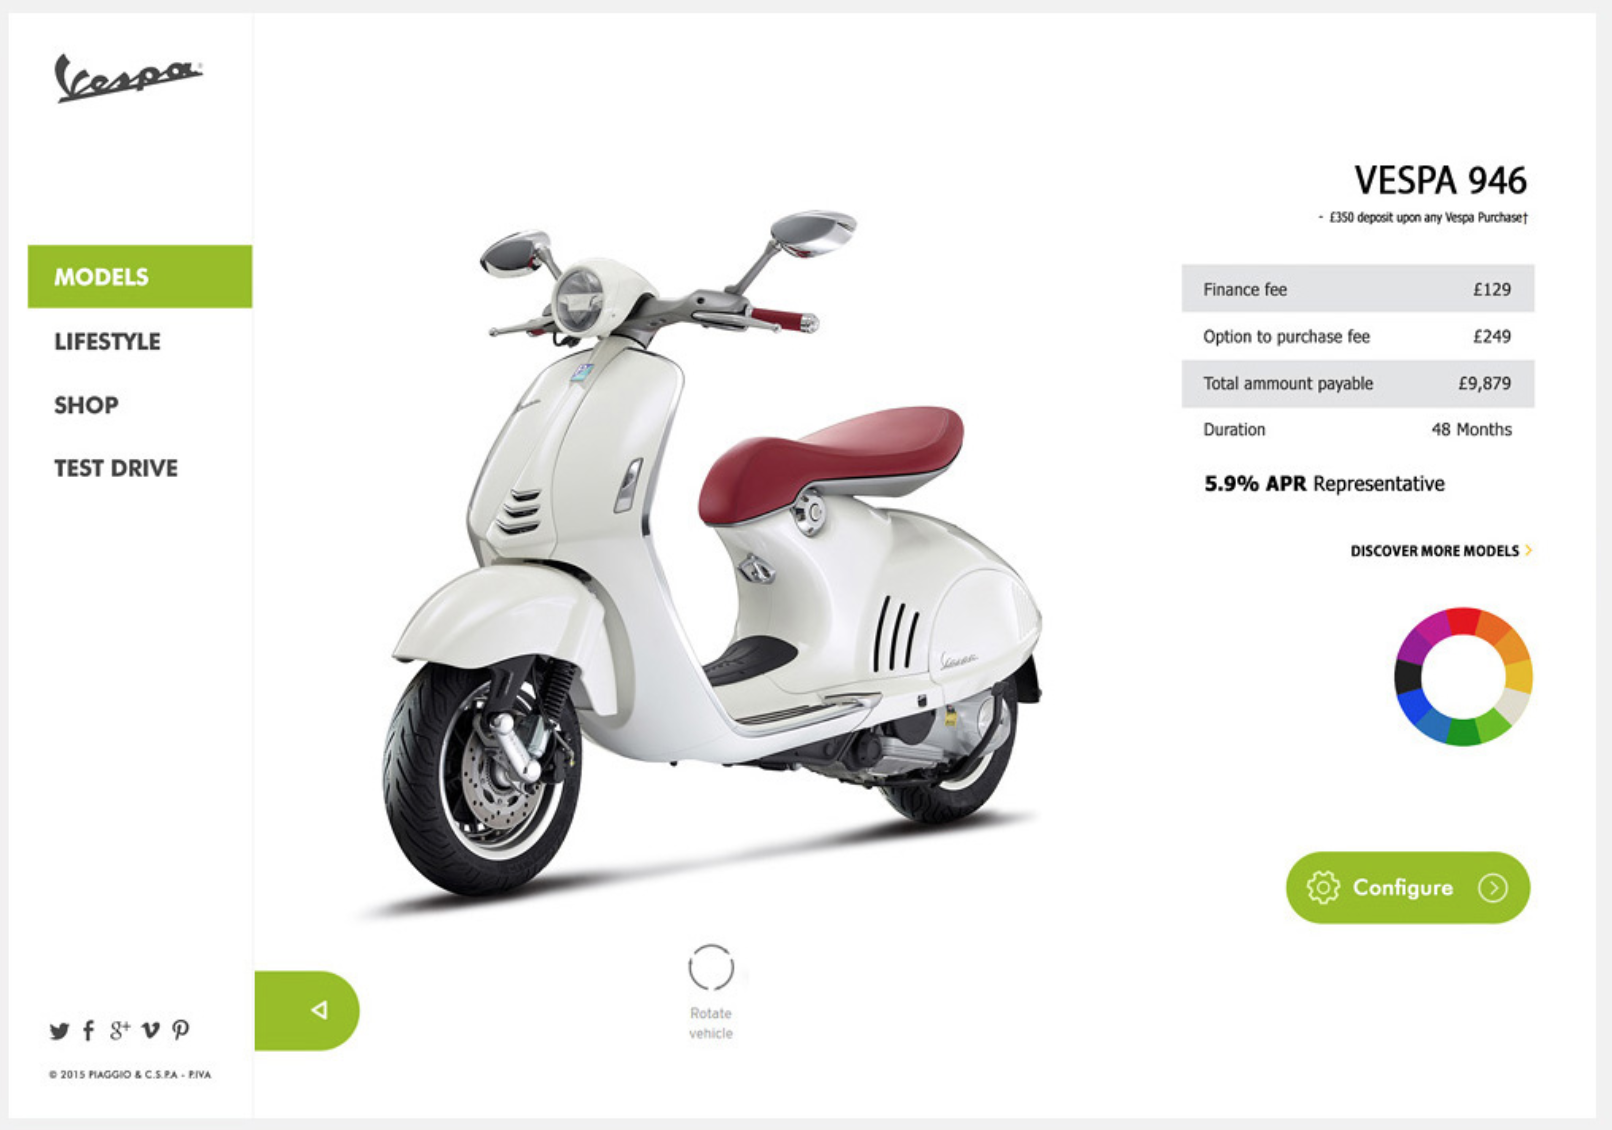 Vespa
MODELS
LIFESTYLE
SHOP
TEST DRIVE
© 2015 PIAGGIO & C.S.P.A - P.IVA
VESPA 946
- £350 deposit upon any Vespa Purchase†
Finance fee £129
Option to purchase fee £249
Total ammount payable £9,879
Duration 48 Months
5.9% APR Representative
DISCOVER MORE MODELS
Configure
Vespa
Rotate
vehicle